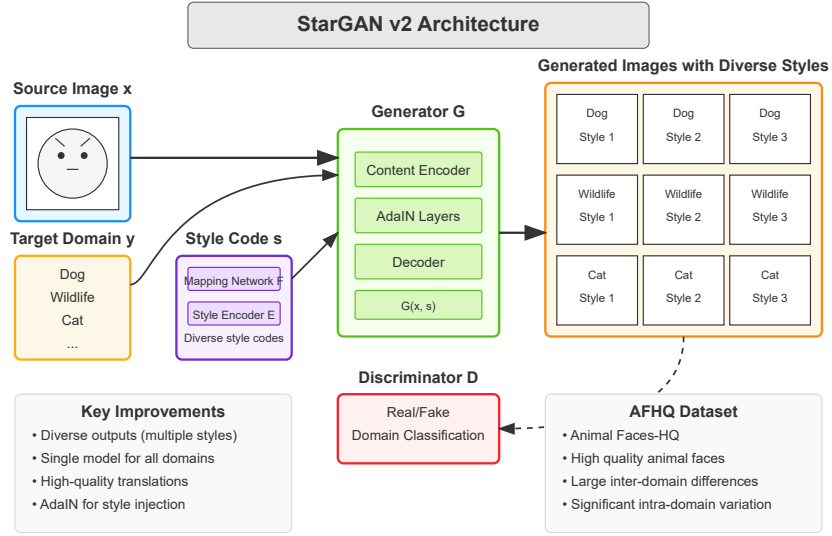 StarGAN v2 Architecture
Source Image x
Target Domain y
Dog
Wildlife
Cat
...
Style Code s
Mapping Network F
Style Encoder E
Diverse style codes
Generator G
Content Encoder
AdaIN Layers
Decoder
G(x, s)
Generated Images with Diverse Styles
Dog
Style 1
Dog
Style 2
Dog
Style 3
Wildlife
Style 1
Wildlife
Style 2
Wildlife
Style 3
Cat
Style 1
Cat
Style 2
Cat
Style 3
Discriminator D
Real/Fake
Domain Classification
Key Improvements
• Diverse outputs (multiple styles)
• Single model for all domains
• High-quality translations
• AdaIN for style injection
AFHQ Dataset
• Animal Faces-HQ
• High quality animal faces
• Large inter-domain differences
• Significant intra-domain variation